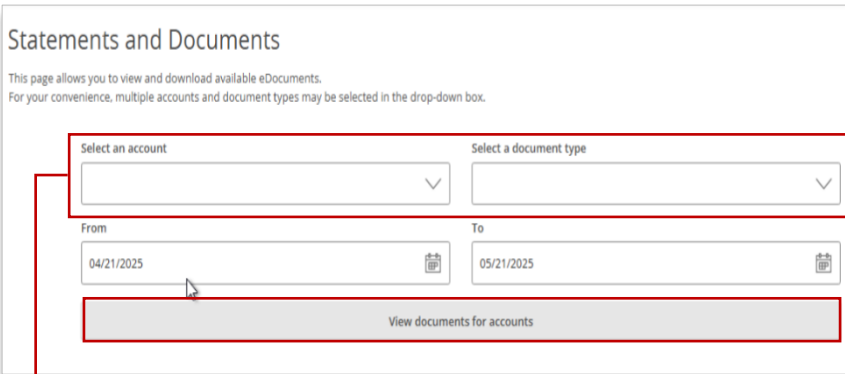 Statements and Documents
This page allows you to view and download available eDocuments.
For your convenience, multiple accounts and document types may be selected in the drop-down box.
Select an account
Select a document type
From
To
04/21/2025
05/21/2025
View documents for accounts